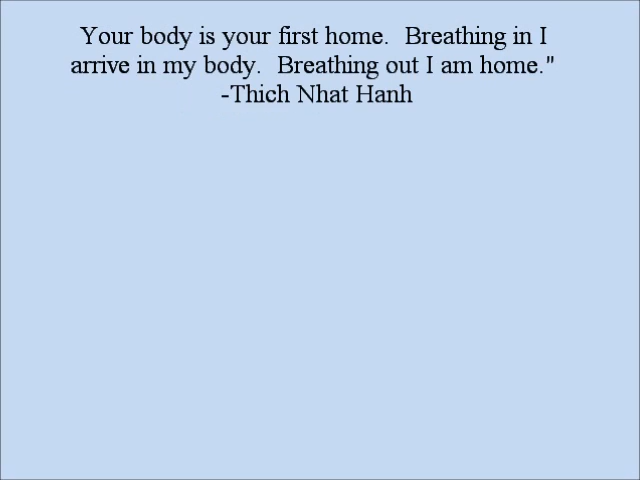 Your body is your first home.  Breathing in I
arrive in my body.  Breathing out I am home."
-Thich Nhat Hanh